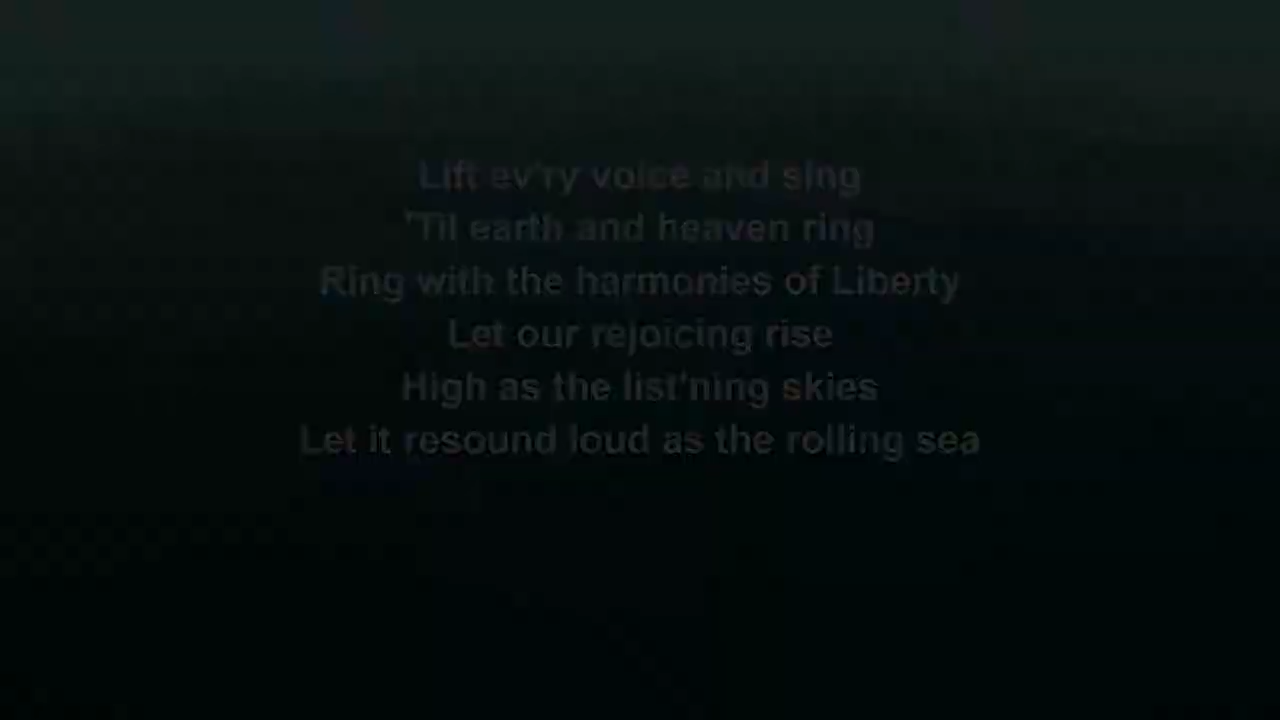 Lift ev'ry voice and sing
'Til earth and heaven ring
Ring with the harmonies of Liberty
Let our rejoicing rise
High as the list'ning skies
Let it resound loud as the rolling sea